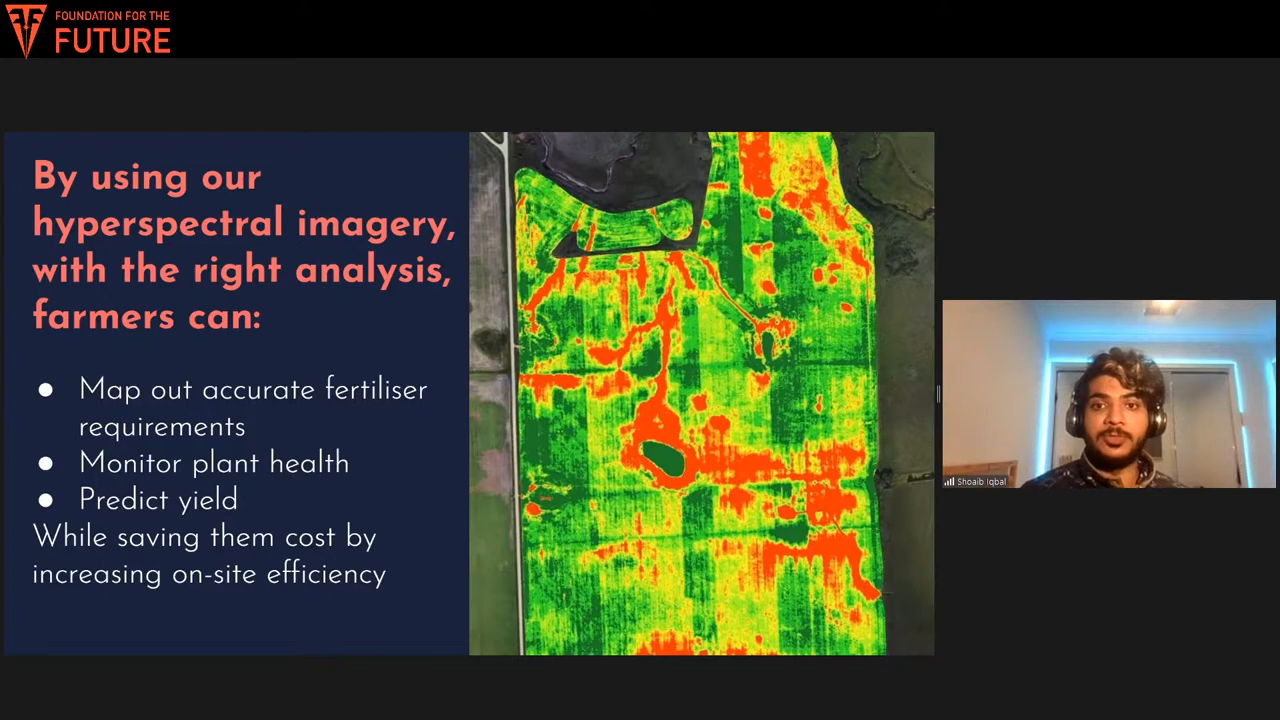 FOUNDATION FOR THE
FUTURE
By using our
hyperspectral imagery,
with the right analysis,
farmers can:
● Map out accurate fertiliser
requirements
● Monitor plant health
● Predict yield
While saving them cost by
increasing on-site efficiency
Shoaib Iqbal